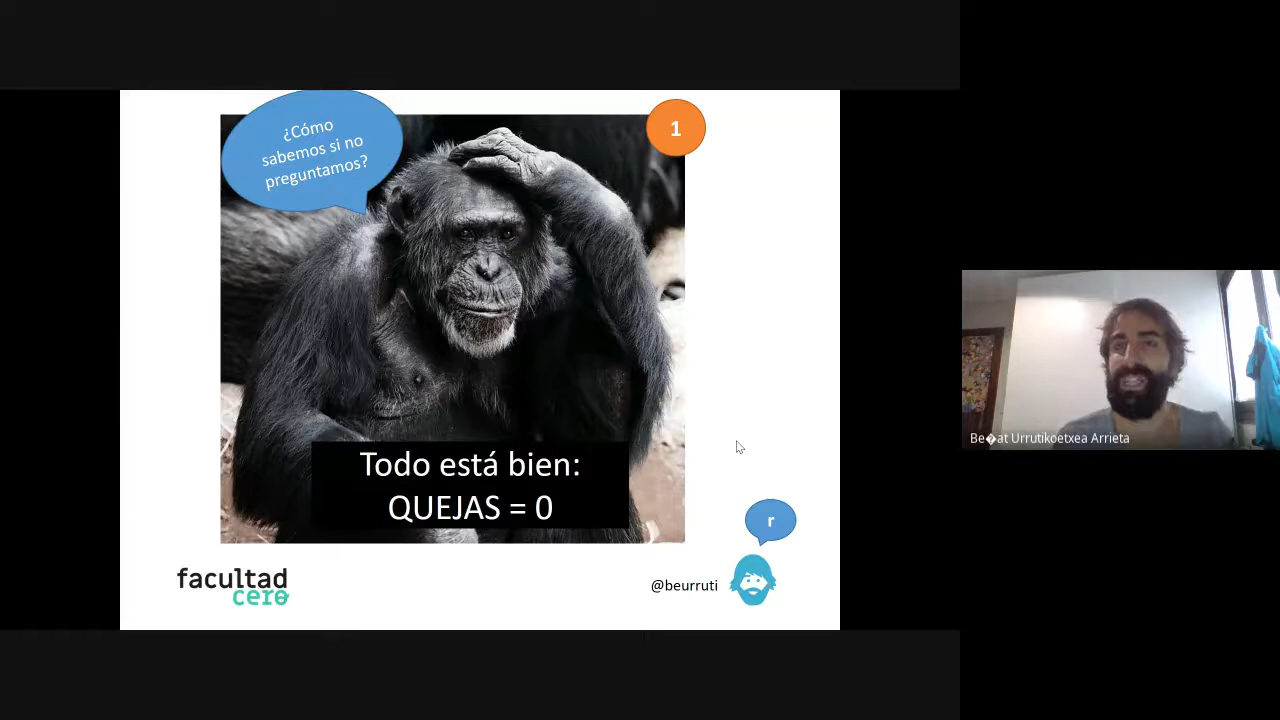 ¿Cómo
sabemos si no
preguntamos?
1
Todo está bien:
QUEJAS = 0
r
facultad
cero
@beurruti
Be�at Urrutikoetxea Arrieta